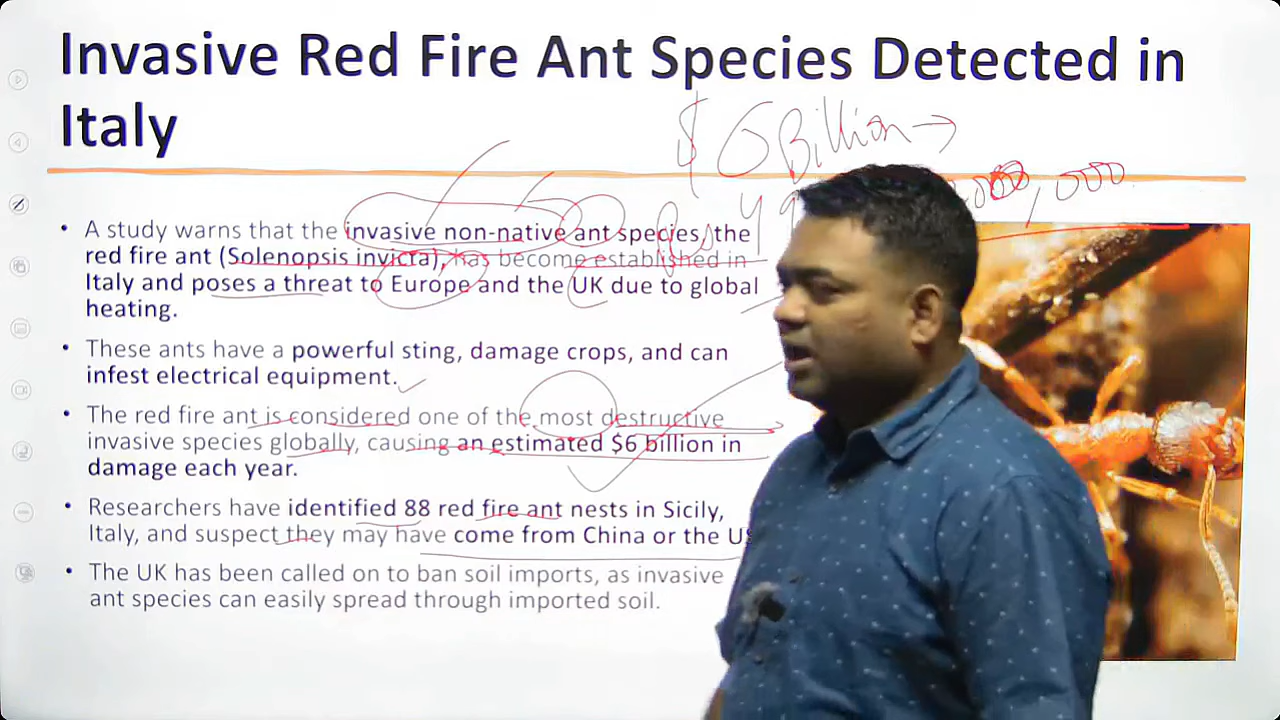 Invasive Red Fire Ant Species Detected in
Italy
$ 6 Billion →
000,000
• A study warns that the invasive non-native ant species, the
red fire ant (Solenopsis invicta), has become established in
Italy and poses a threat to Europe and the UK due to global
heating.
• These ants have a powerful sting, damage crops, and can
infest electrical equipment.
• The red fire ant is considered one of the most destructive
invasive species globally, causing an estimated $6 billion in
damage each year.
• Researchers have identified 88 red fire ant nests in Sicily,
Italy, and suspect they may have come from China or the US
• The UK has been called on to ban soil imports, as invasive
ant species can easily spread through imported soil.